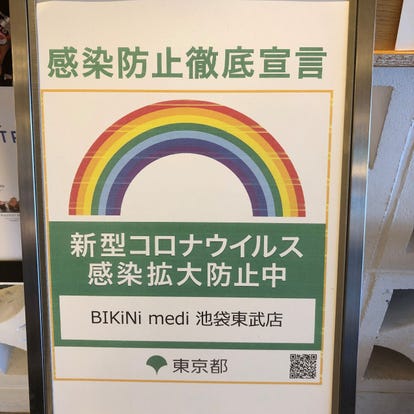 感染防止徹底宣言
新型コロナウイルス
感染拡大防止中
BIKiNi medi 池袋東武店
東京都